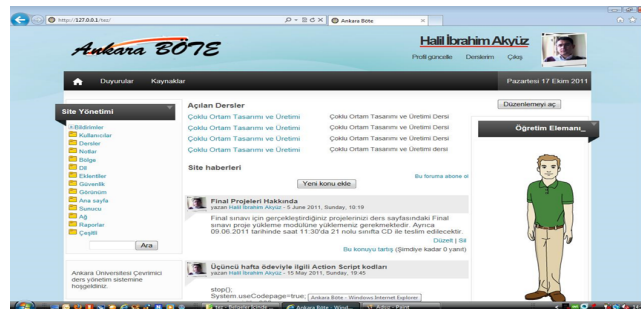 http://127.0.0.1/tez/
Ankara Böte
Ankara BÖTE
Halil İbrahim Akyüz
Profil güncelle Derslerim Çıkış
Duyurular Kaynaklar
Pazartesi 17 Ekim 2011
Site Yönetimi
Bildirimler
Kullanıcılar
Dersler
Notlar
Bölge
Dil
Eklentiler
Güvenlik
Görünüm
Ana sayfa
Sunucu
Ağ
Raporlar
Çeşitli
Ara
Ankara Üniversitesi Çevrimici
ders yönetim sistemine
hoşgeldiniz.
Açılan Dersler
Çoklu Ortam Tasarımı ve Üretimi Çoklu Ortam Tasarımı ve Üretimi Dersi
Çoklu Ortam Tasarımı ve Üretimi Çoklu Ortam Tasarımı ve Üretimi Dersi
Çoklu Ortam Tasarımı ve Üretimi Çoklu Ortam Tasarımı ve Üretimi Dersi
Çoklu Ortam Tasarımı ve Üretimi Çoklu Ortam Tasarımı ve Üretimi dersi
Site haberleri
Bu foruma abone ol
Yeni konu ekle
Final Projeleri Hakkında
yazan Halil İbrahim Akyüz - 5 June 2011, Sunday, 10:19
Final sınavı için gerçekleştirdiğiniz projelerinizi ders sayfasındaki Final
sınavı proje yükleme modülüne yüklemeniz gerekmektedir. Ayrıca
09.06.2011 tarihinde saat 11:30'da 21 nolu sınıfta CD ile teslim edilecektir.
Düzelt | Sil
Bu konuyu tartış (Şimdiye kadar 0 yanıt)
Üçüncü hafta ödeviyle ilgili Action Script kodları
yazan Halil İbrahim Akyüz - 15 May 2011, Sunday, 19:45
stop();
System.useCodepage=true;
Ankara Böte - Windows Internet Explorer
Düzenlemeyi aç
Öğretim Elemanı_